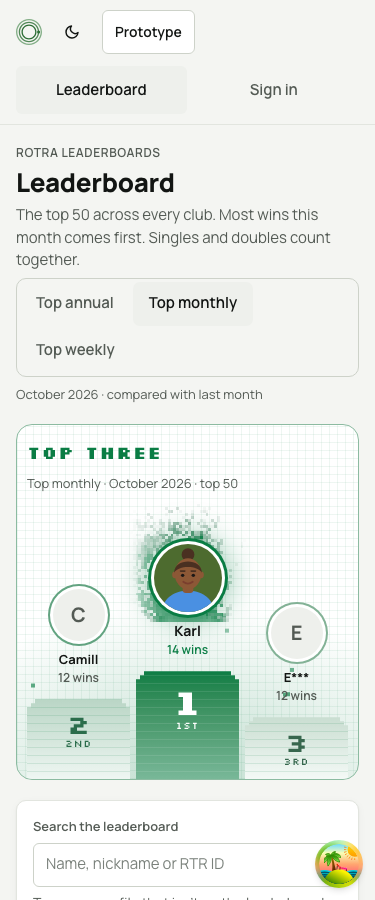 Prototype
Leaderboard
Sign in
ROTRA LEADERBOARDS
Leaderboard
The top 50 across every club. Most wins this
month comes first. Singles and doubles count
together.
Top annual
Top monthly
Top weekly
October 2026 · compared with last month
TOP THREE
Top monthly · October 2026 · top 50
C
E
Karl
14 wins
Camill
12 wins
E***
12 wins
1
1ST
2
2ND
3
3RD
Search the leaderboard
Name, nickname or RTR ID